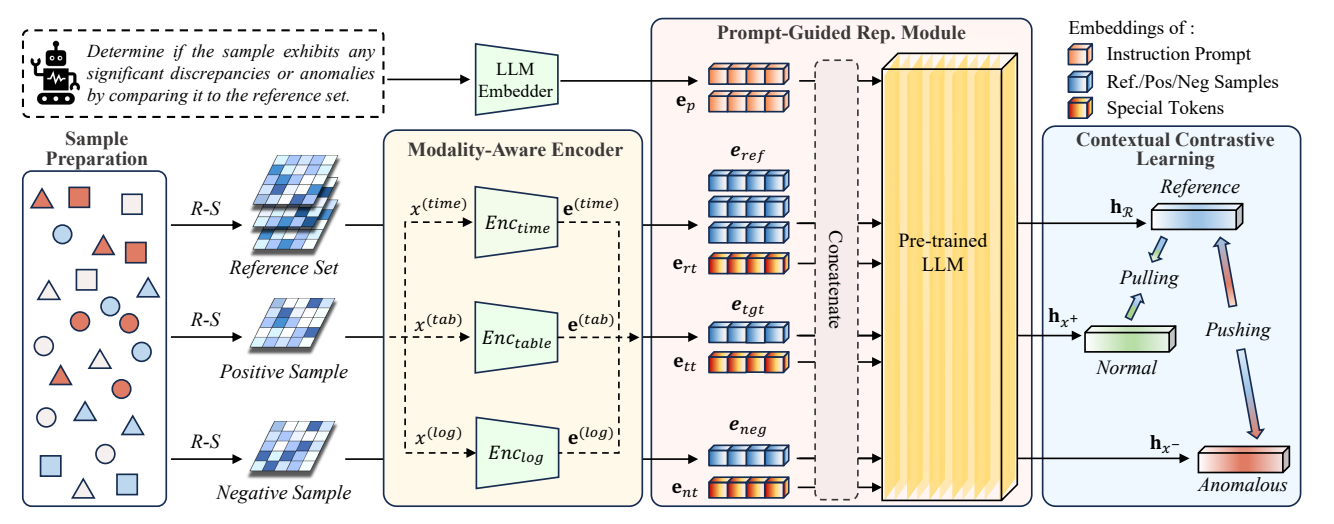 Determine if the sample exhibits any
significant discrepancies or anomalies
by comparing it to the reference set.
LLM
Embedder
Prompt-Guided Rep. Module
e_p
Embeddings of :
Instruction Prompt
Ref./Pos/Neg Samples
Special Tokens
Sample
Preparation
R-S
Reference Set
R-S
Positive Sample
R-S
Negative Sample
Modality-Aware Encoder
x^(time)
Enc_time
e^(time)
x^(tab)
Enc_table
e^(tab)
x^(log)
Enc_log
e^(log)
e_ref
e_rt
e_tgt
e_tt
e_neg
e_nt
Concatenate
Pre-trained
LLM
Contextual Contrastive
Learning
Reference
h_ℛ
Pulling
h_x⁺
Normal
Pushing
h_x⁻
Anomalous